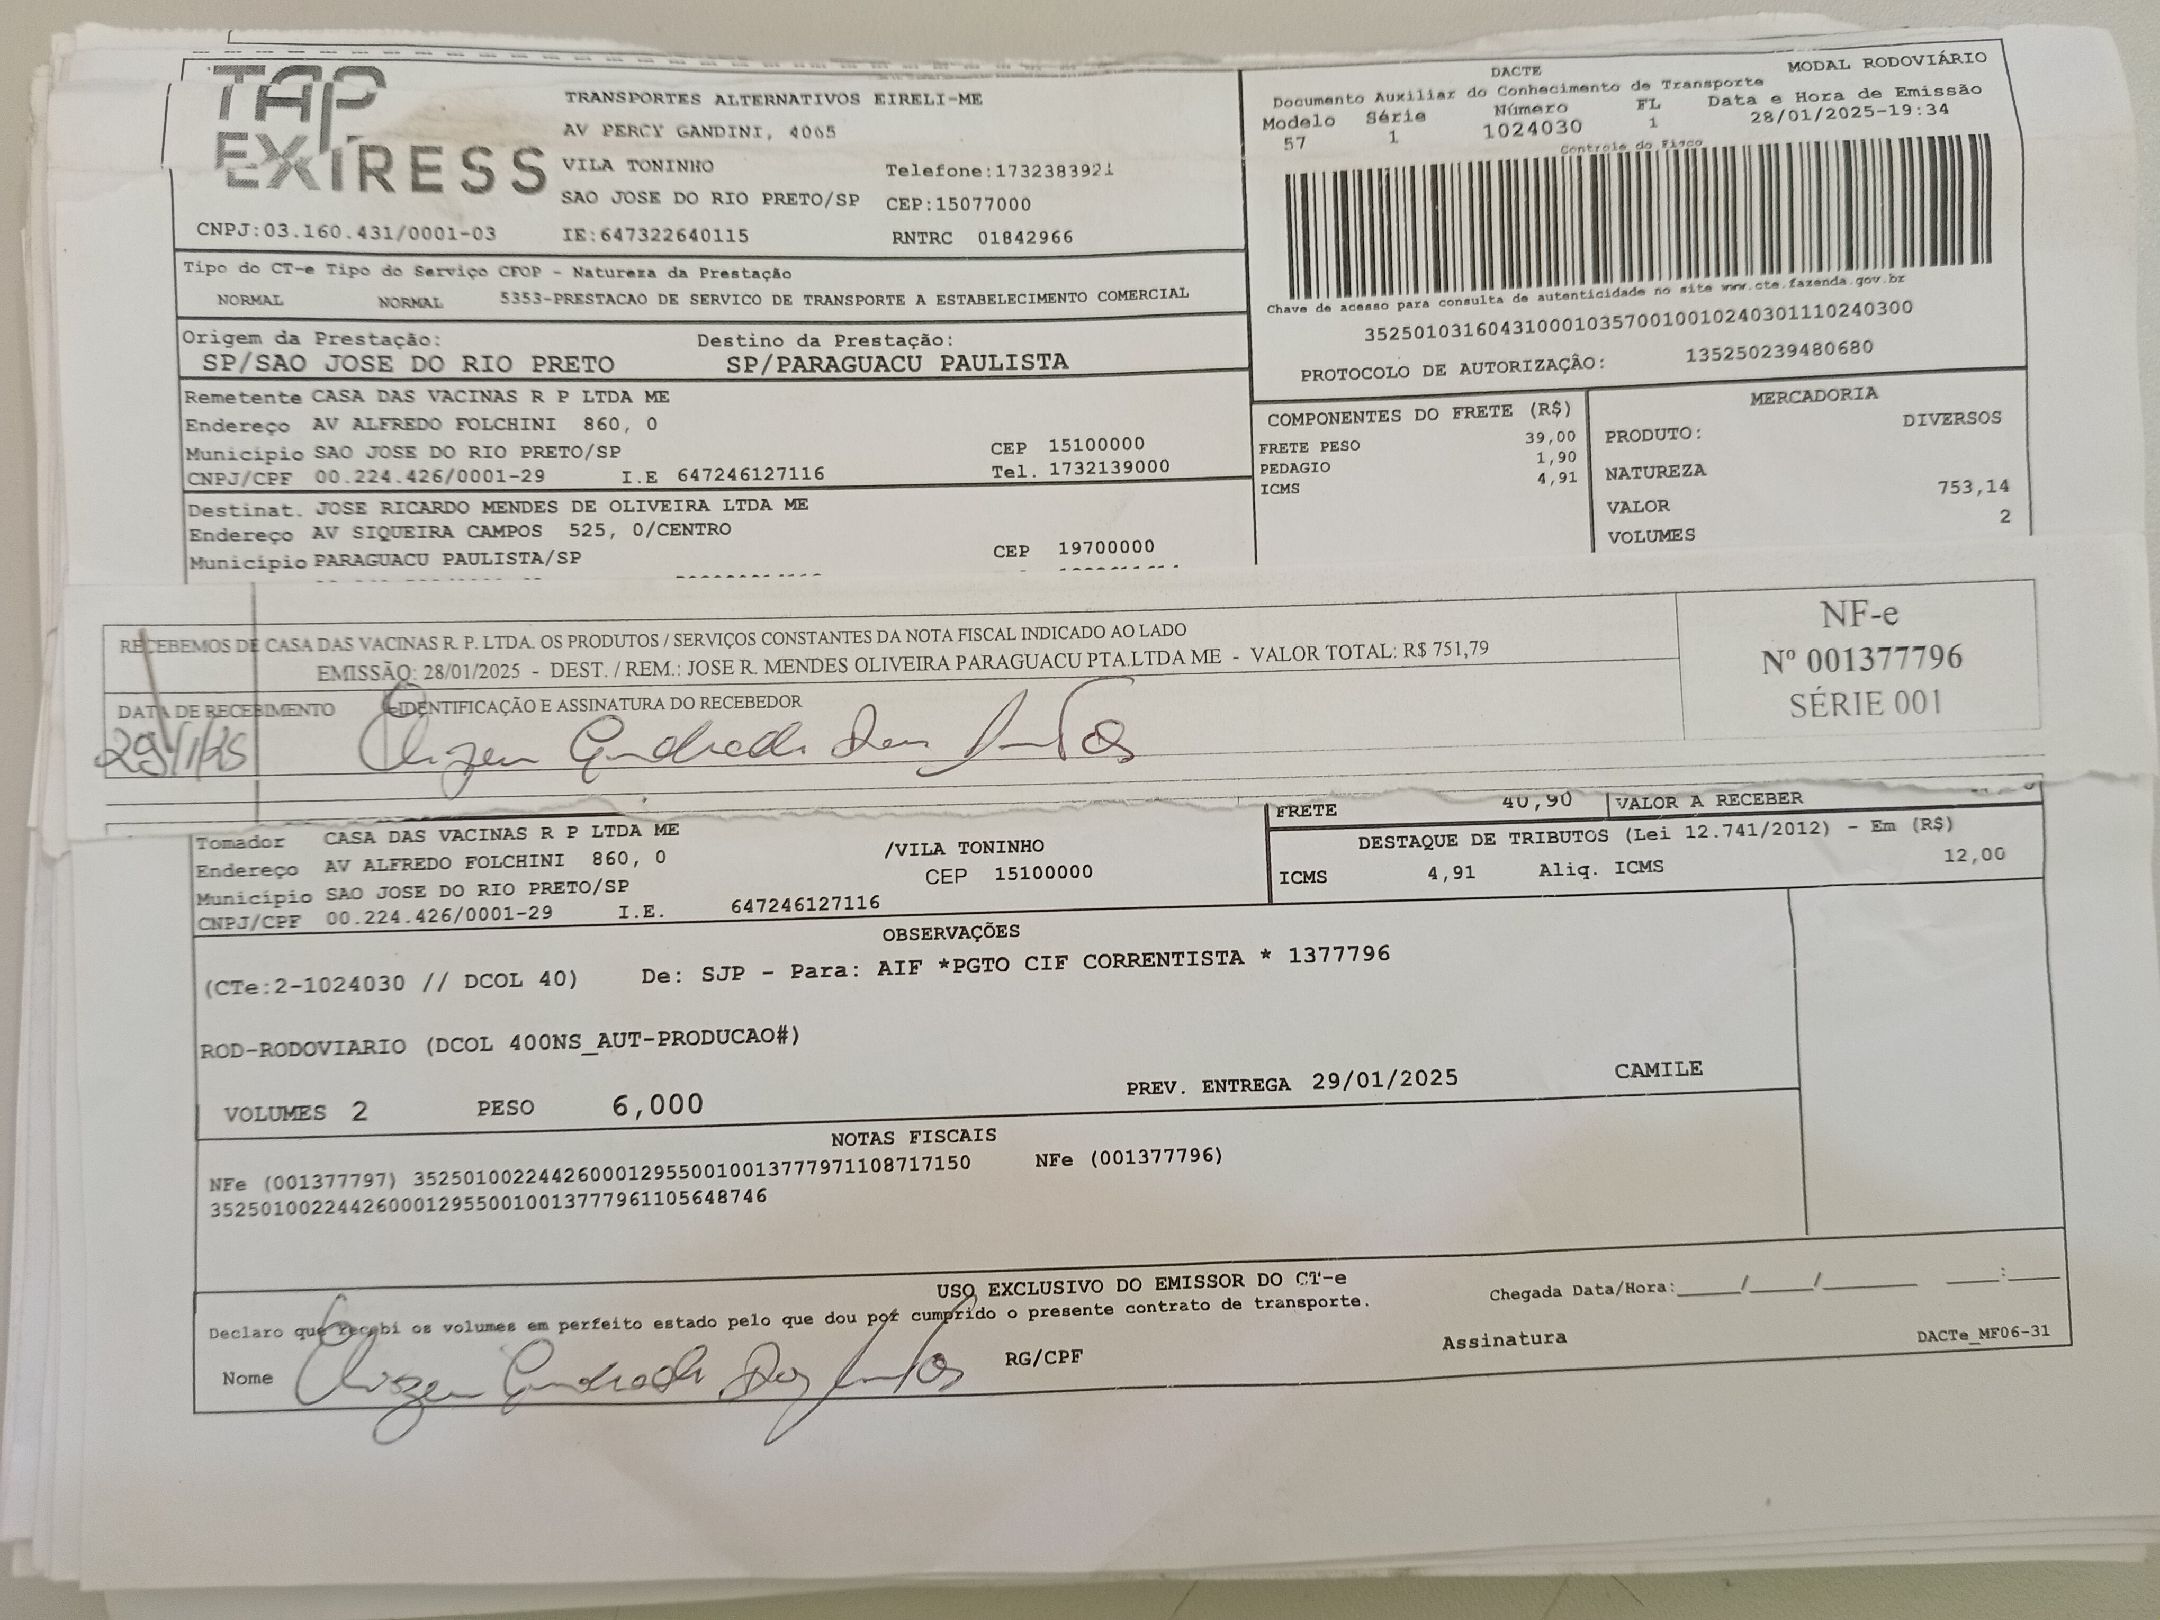 TAP
EXPRESS
TRANSPORTES ALTERNATIVOS EIRELI-ME
AV PERCY GANDINI, 4065
VILA TONINHO
Telefone:1732383921
SAO JOSE DO RIO PRETO/SP CEP:15077000
CNPJ:03.160.431/0001-03 IE:647322640115 RNTRC 01842966
DACTE MODAL RODOVIÁRIO
Documento Auxiliar do Conhecimento de Transporte
Modelo Série Número FL Data e Hora de Emissão
57 1 1024030 1 28/01/2025-19:34
Controle do Fisco
Chave de acesso para consulta de autenticidade no site www.cte.fazenda.gov.br
35250103160431000103570010010240301110240300
PROTOCOLO DE AUTORIZAÇÃO: 135250239480680
Tipo do CT-e Tipo do Serviço CFOP - Natureza da Prestação
NORMAL NORMAL 5353-PRESTACAO DE SERVICO DE TRANSPORTE A ESTABELECIMENTO COMERCIAL
Origem da Prestação: Destino da Prestação:
SP/SAO JOSE DO RIO PRETO SP/PARAGUACU PAULISTA
Remetente CASA DAS VACINAS R P LTDA ME
Endereço AV ALFREDO FOLCHINI 860, 0
Município SAO JOSE DO RIO PRETO/SP CEP 15100000
CNPJ/CPF 00.224.426/0001-29 I.E 647246127116 Tel. 1732139000
Destinat. JOSE RICARDO MENDES DE OLIVEIRA LTDA ME
Endereço AV SIQUEIRA CAMPOS 525, 0/CENTRO
Município PARAGUACU PAULISTA/SP CEP 19700000
COMPONENTES DO FRETE (R$)
FRETE PESO 39,00
PEDAGIO 1,90
ICMS 4,91
MERCADORIA
PRODUTO: DIVERSOS
NATUREZA
VALOR 753,14
VOLUMES 2
RECEBEMOS DE CASA DAS VACINAS R. P. LTDA. OS PRODUTOS / SERVIÇOS CONSTANTES DA NOTA FISCAL INDICADO AO LADO
EMISSÃO: 28/01/2025 - DEST. / REM.: JOSE R. MENDES OLIVEIRA PARAGUACU PTA.LTDA ME - VALOR TOTAL: R$ 751,79
DATA DE RECEBIMENTO IDENTIFICAÇÃO E ASSINATURA DO RECEBEDOR
29/1/25
NF-e
Nº 001377796
SÉRIE 001
FRETE 40,90 VALOR A RECEBER
Tomador CASA DAS VACINAS R P LTDA ME
Endereço AV ALFREDO FOLCHINI 860, 0 /VILA TONINHO
Município SAO JOSE DO RIO PRETO/SP CEP 15100000
CNPJ/CPF 00.224.426/0001-29 I.E. 647246127116
DESTAQUE DE TRIBUTOS (Lei 12.741/2012) - Em (R$)
ICMS 4,91 Aliq. ICMS 12,00
OBSERVAÇÕES
(CTe:2-1024030 // DCOL 40) De: SJP - Para: AIF *PGTO CIF CORRENTISTA * 1377796
ROD-RODOVIARIO (DCOL 400NS_AUT-PRODUCAO#)
VOLUMES 2 PESO 6,000 PREV. ENTREGA 29/01/2025 CAMILE
NOTAS FISCAIS
NFe (001377797) 35250100224426000129550010013777971108717150 NFe (001377796)
35250100224426000129550010013777961105648746
USO EXCLUSIVO DO EMISSOR DO CT-e
Declaro que recebi os volumes em perfeito estado pelo que dou por cumprido o presente contrato de transporte.
Chegada Data/Hora:____/____/______ ___:___
Nome RG/CPF Assinatura DACTe_MF06-31